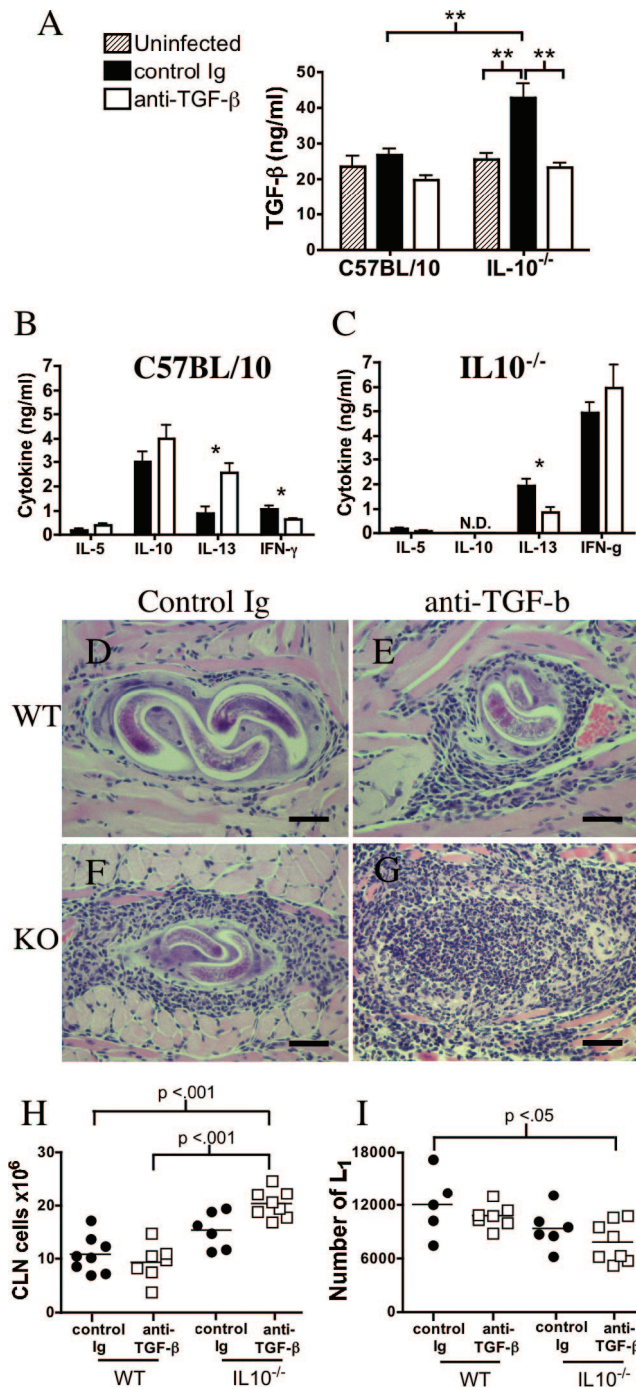 A
Uninfected
control Ig
anti-TGF-β
**
** **
TGF-β (ng/ml)
50
40
30
20
10
0
C57BL/10 IL-10-/-
B
C57BL/10
Cytokine (ng/ml)
7
6
5
4
3
2
1
0
*
*
IL-5 IL-10 IL-13 IFN-γ
C
IL10-/-
Cytokine (ng/ml)
7
6
5
4
3
2
1
0
N.D.
*
IL-5 IL-10 IL-13 IFN-g
Control Ig anti-TGF-b
WT
D E
KO
F G
H
p <.001
p <.001
CLN cells x10⁶
30
20
10
0
control Ig
anti-TGF-β
control Ig
anti-TGF-β
WT IL10-/-
I
p <.05
Number of L₁
18000
12000
6000
0
control Ig
anti-TGF-β
control Ig
anti-TGF-β
WT IL10-/-